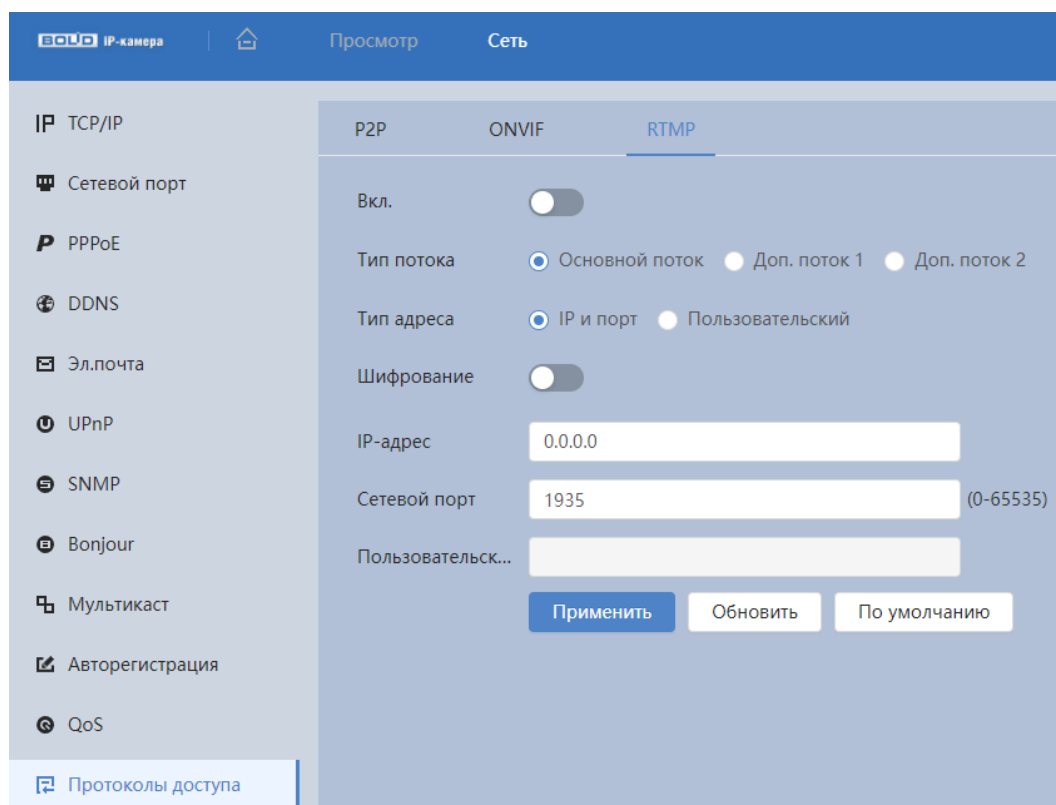 BOLID IP-камера Просмотр Сеть
TCP/IP
Сетевой порт
PPPoE
DDNS
Эл.почта
UPnP
SNMP
Bonjour
Мультикаст
Авторегистрация
QoS
Протоколы доступа
P2P ONVIF RTMP
Вкл.
Тип потока Основной поток Доп. поток 1 Доп. поток 2
Тип адреса IP и порт Пользовательский
Шифрование
IP-адрес 0.0.0.0
Сетевой порт 1935 (0-65535)
Пользовательск...
Применить Обновить По умолчанию